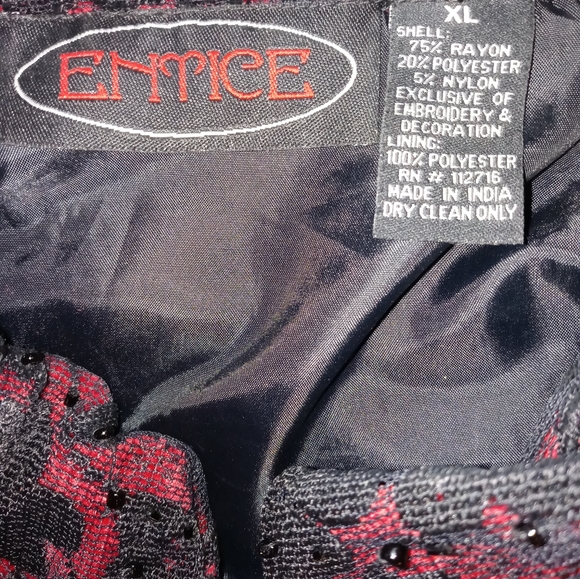 ENTICE
XL
SHELL:
75% RAYON
20% POLYESTER
5% NYLON
EXCLUSIVE OF
EMBROIDERY &
DECORATION
LINING:
100% POLYESTER
RN # 112716
MADE IN INDIA
DRY CLEAN ONLY